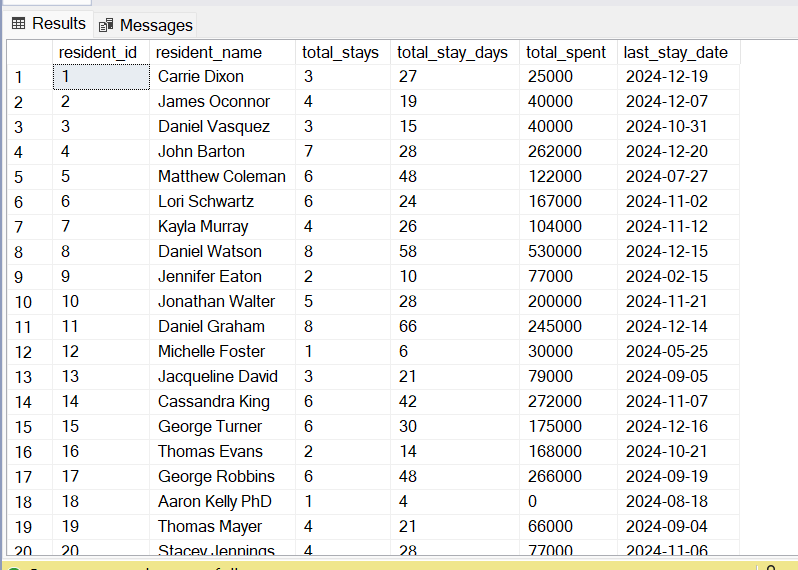 Results Messages
resident_id resident_name total_stays total_stay_days total_spent last_stay_date
1 1 Carrie Dixon 3 27 25000 2024-12-19
2 2 James Oconnor 4 19 40000 2024-12-07
3 3 Daniel Vasquez 3 15 40000 2024-10-31
4 4 John Barton 7 28 262000 2024-12-20
5 5 Matthew Coleman 6 48 122000 2024-07-27
6 6 Lori Schwartz 6 24 167000 2024-11-02
7 7 Kayla Murray 4 26 104000 2024-11-12
8 8 Daniel Watson 8 58 530000 2024-12-15
9 9 Jennifer Eaton 2 10 77000 2024-02-15
10 10 Jonathan Walter 5 28 200000 2024-11-21
11 11 Daniel Graham 8 66 245000 2024-12-14
12 12 Michelle Foster 1 6 30000 2024-05-25
13 13 Jacqueline David 3 21 79000 2024-09-05
14 14 Cassandra King 6 42 272000 2024-11-07
15 15 George Turner 6 30 175000 2024-12-16
16 16 Thomas Evans 2 14 168000 2024-10-21
17 17 George Robbins 6 48 266000 2024-09-19
18 18 Aaron Kelly PhD 1 4 0 2024-08-18
19 19 Thomas Mayer 4 21 66000 2024-09-04
20 20 Stacey Jennings 4 28 77000 2024-11-06